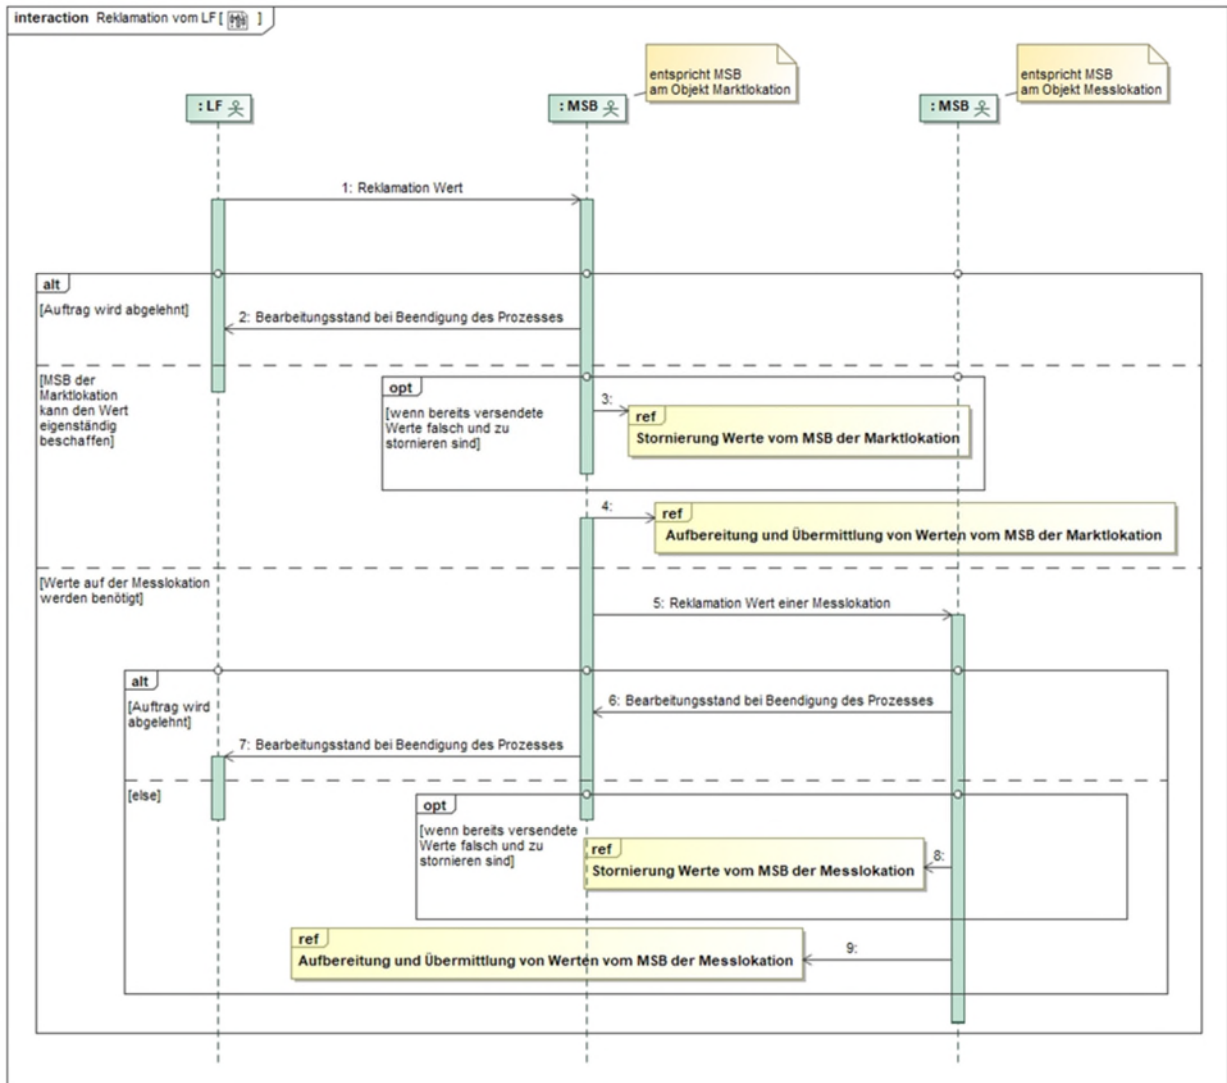 interaction Reklamation vom LF [ ]
entspricht MSB
am Objekt Marktlokation
entspricht MSB
am Objekt Messlokation
: LF
: MSB
: MSB
1: Reklamation Wert
alt
[Auftrag wird abgelehnt]
2: Bearbeitungsstand bei Beendigung des Prozesses
[MSB der
Marktlokation
kann den Wert
eigenständig
beschaffen]
opt
[wenn bereits versendete
Werte falsch und zu
stornieren sind]
3:
ref
Stornierung Werte vom MSB der Marktlokation
4:
ref
Aufbereitung und Übermittlung von Werten vom MSB der Marktlokation
[Werte auf der Messlokation
werden benötigt]
5: Reklamation Wert einer Messlokation
alt
[Auftrag wird
abgelehnt]
6: Bearbeitungsstand bei Beendigung des Prozesses
7: Bearbeitungsstand bei Beendigung des Prozesses
[else]
opt
[wenn bereits versendete
Werte falsch und zu
stornieren sind]
ref
Stornierung Werte vom MSB der Messlokation
8:
ref
Aufbereitung und Übermittlung von Werten vom MSB der Messlokation
9: